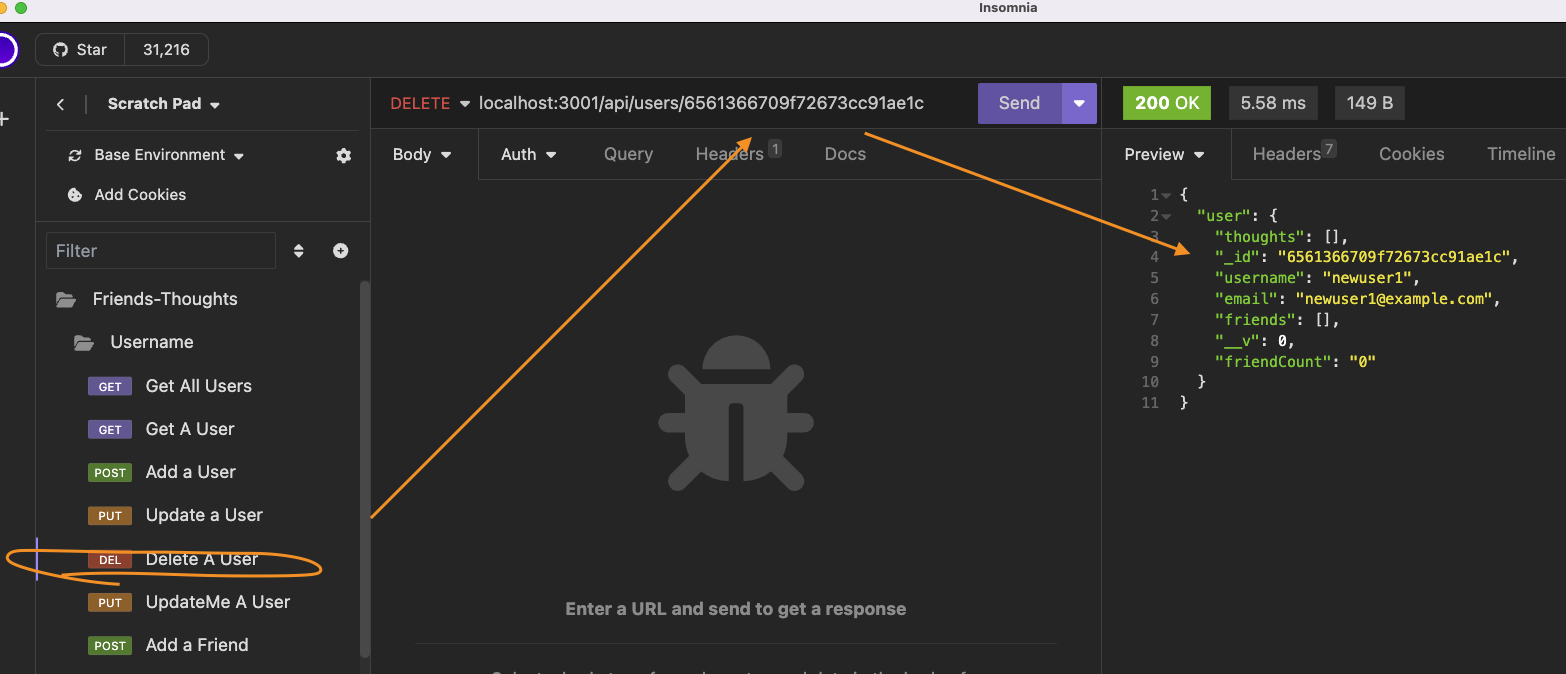 Insomnia
Star 31,216
Scratch Pad
DELETE localhost:3001/api/users/6561366709f72673cc91ae1c Send
200 OK 5.58 ms 149 B
Base Environment
Add Cookies
Body Auth Query Headers 1 Docs
Preview Headers 7 Cookies Timeline
Filter
Friends-Thoughts
Username
GET Get All Users
GET Get A User
POST Add a User
PUT Update a User
DEL Delete A User
PUT UpdateMe A User
POST Add a Friend
Enter a URL and send to get a response
1 {
2 "user": {
3 "thoughts": [],
4 "_id": "6561366709f72673cc91ae1c",
5 "username": "newuser1",
6 "email": "newuser1@example.com",
7 "friends": [],
8 "__v": 0,
9 "friendCount": "0"
10 }
11 }